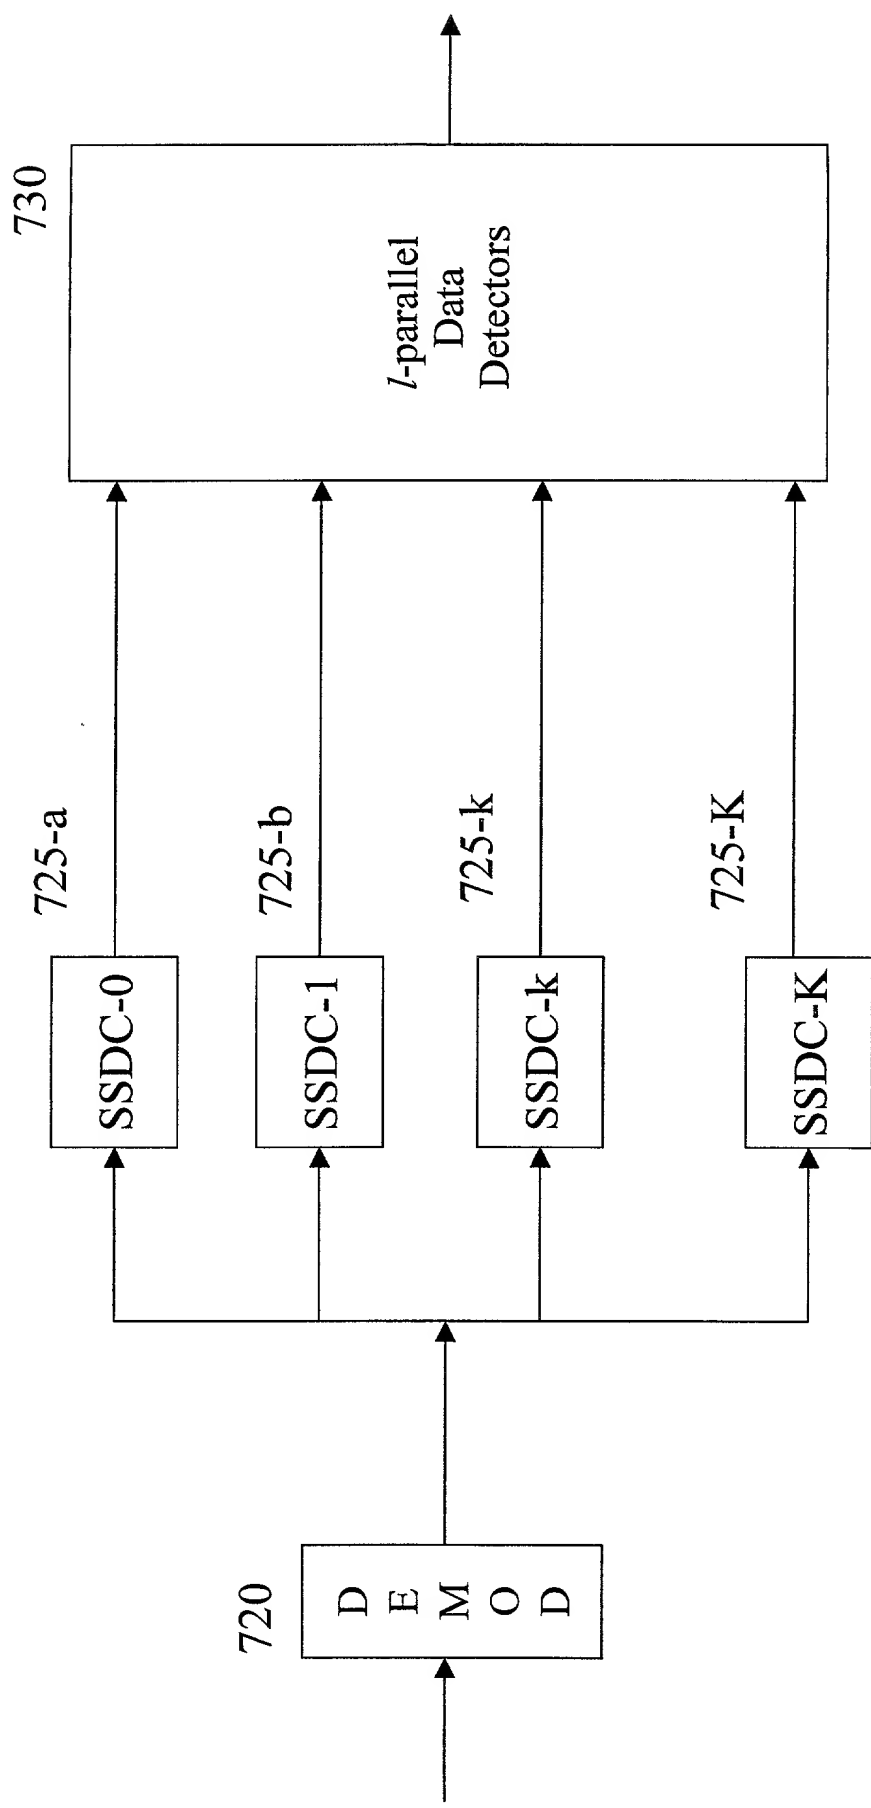 720
D
E
M
O
D
725-a
SSDC-0
725-b
SSDC-1
725-k
SSDC-k
725-K
SSDC-K
730
l-parallel
Data
Detectors